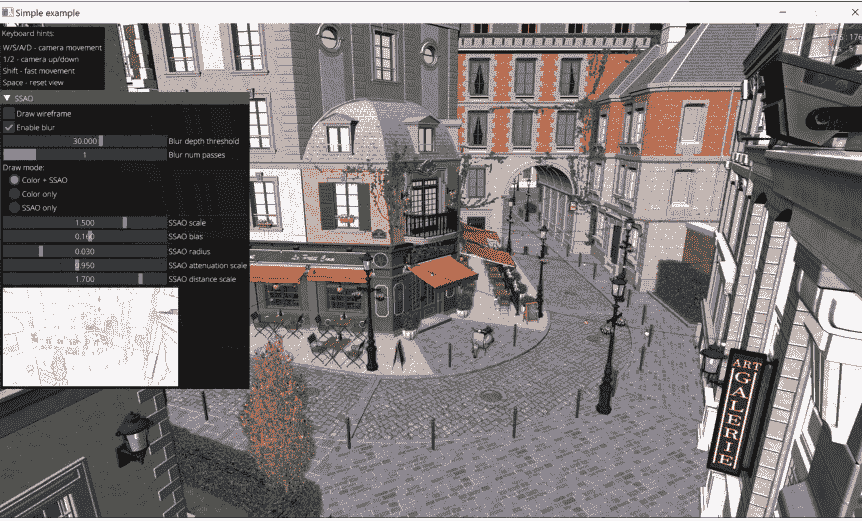 Simple example
Keyboard hints:
W/S/A/D - camera movement
1/2 - camera up/down
Shift - fast movement
Space - reset view
SSAO
Draw wireframe
Enable blur
30.000 Blur depth threshold
1 Blur num passes
Draw mode:
Color + SSAO
Color only
SSAO only
1.500 SSAO scale
SSAO bias
0.030 SSAO radius
0.950 SSAO attenuation scale
1.700 SSAO distance scale
Le Petit Coin
ART
GALERIE